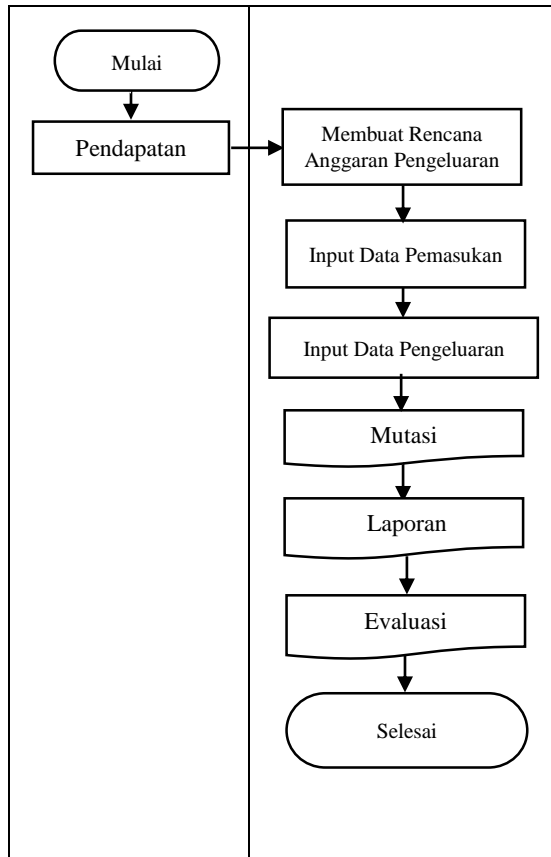 Mulai
Pendapatan
Membuat Rencana
Anggaran Pengeluaran
Input Data Pemasukan
Input Data Pengeluaran
Mutasi
Laporan
Evaluasi
Selesai